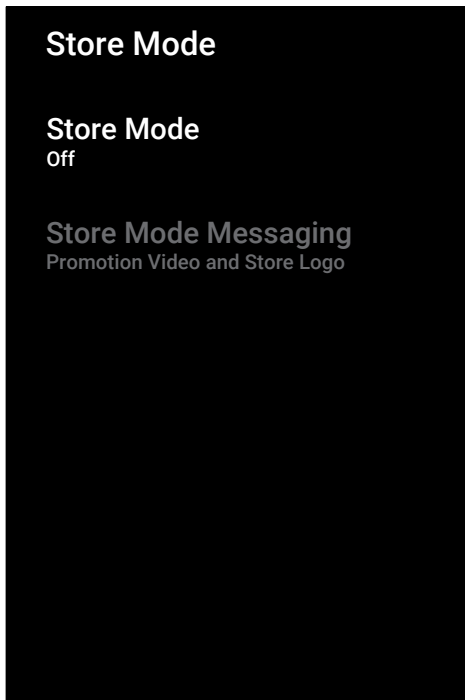 Store Mode
Store Mode
Off
Store Mode Messaging
Promotion Video and Store Logo